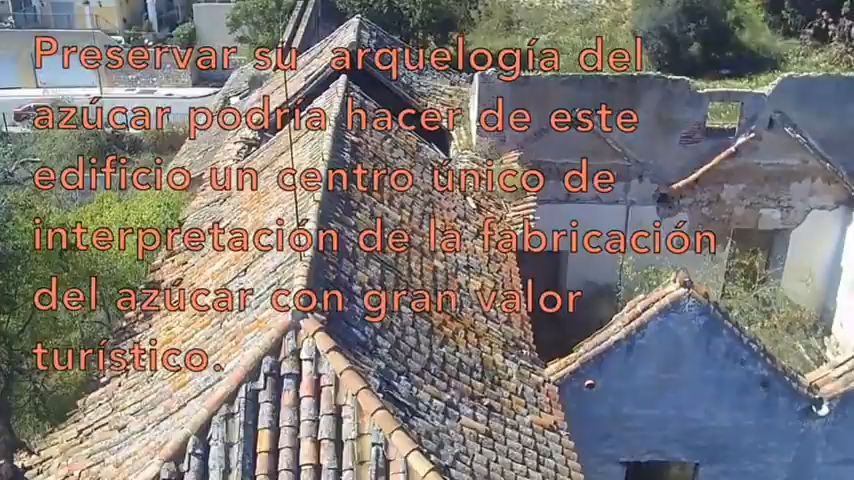 Preservar su arquelogía del
azúcar podría hacer de este
edificio un centro único de
interpretación de la fabricación
del azúcar con gran valor
turístico.